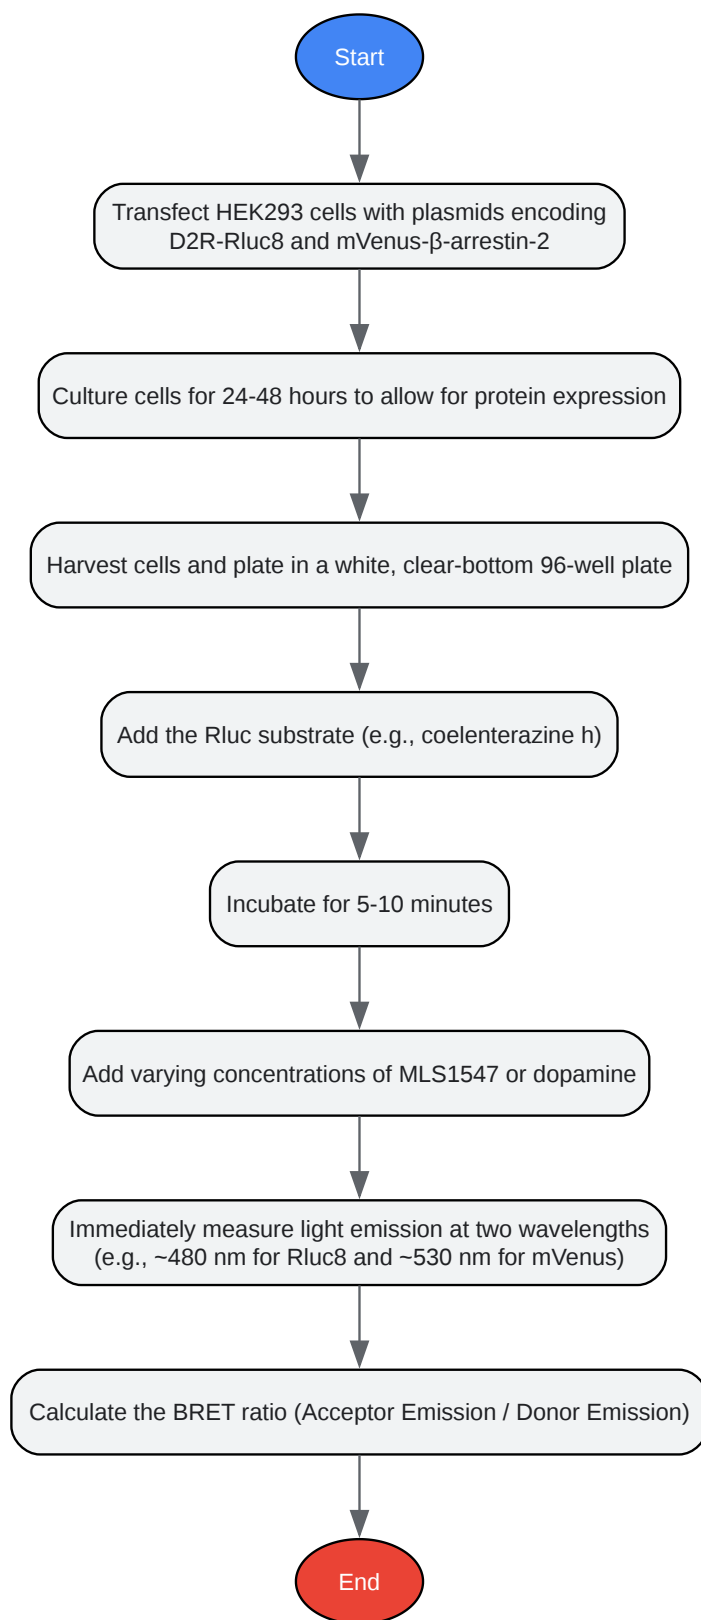 Start
Transfect HEK293 cells with plasmids encoding
D2R-Rluc8 and mVenus-β-arrestin-2
Culture cells for 24-48 hours to allow for protein expression
Harvest cells and plate in a white, clear-bottom 96-well plate
Add the Rluc substrate (e.g., coelenterazine h)
Incubate for 5-10 minutes
Add varying concentrations of MLS1547 or dopamine
Immediately measure light emission at two wavelengths
(e.g., ~480 nm for Rluc8 and ~530 nm for mVenus)
Calculate the BRET ratio (Acceptor Emission / Donor Emission)
End